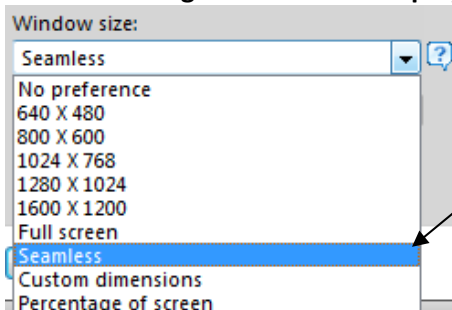 Window size:
Seamless
?
No preference
640 X 480
800 X 600
1024 X 768
1280 X 1024
1600 X 1200
Full screen
Seamless
Custom dimensions
Percentage of screen